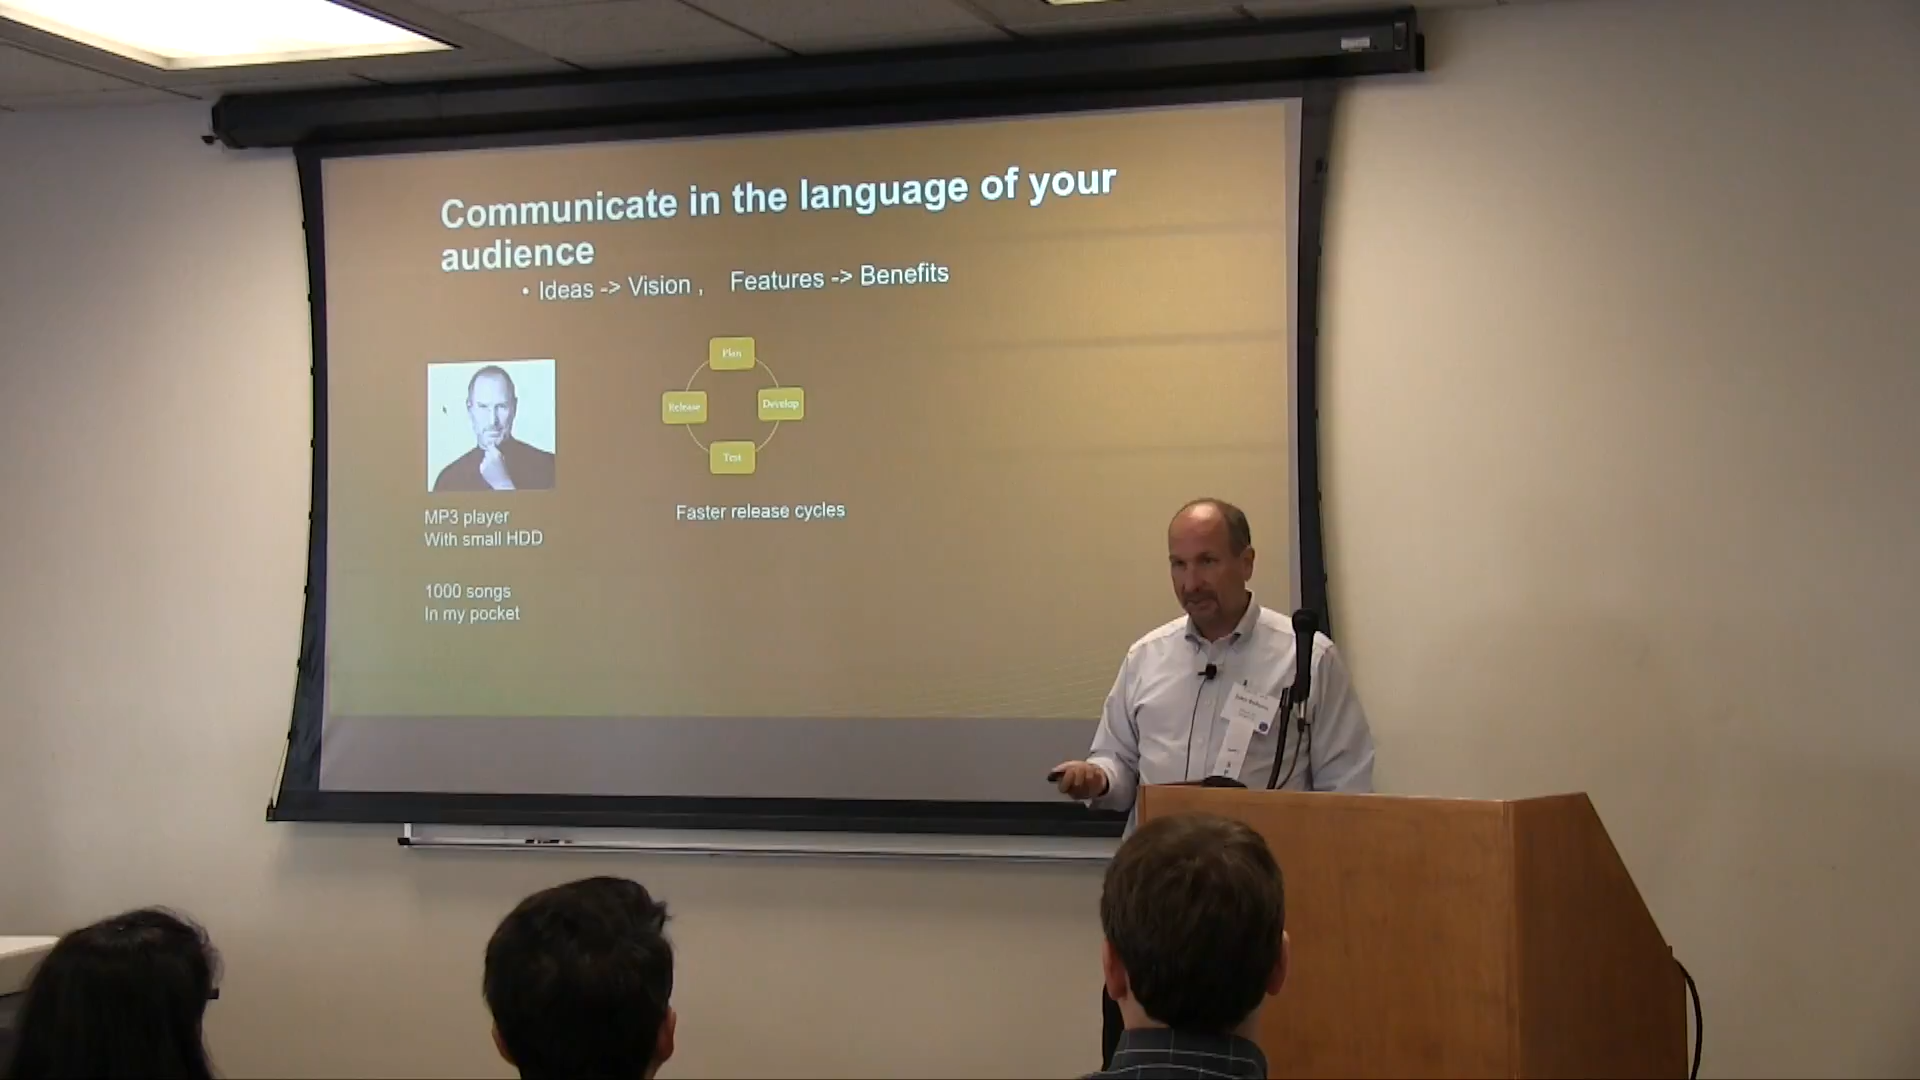 Communicate in the language of your
audience
• Ideas -> Vision , Features -> Benefits
Plan
Release
Develop
Test
MP3 player
With small HDD
Faster release cycles
1000 songs
In my pocket